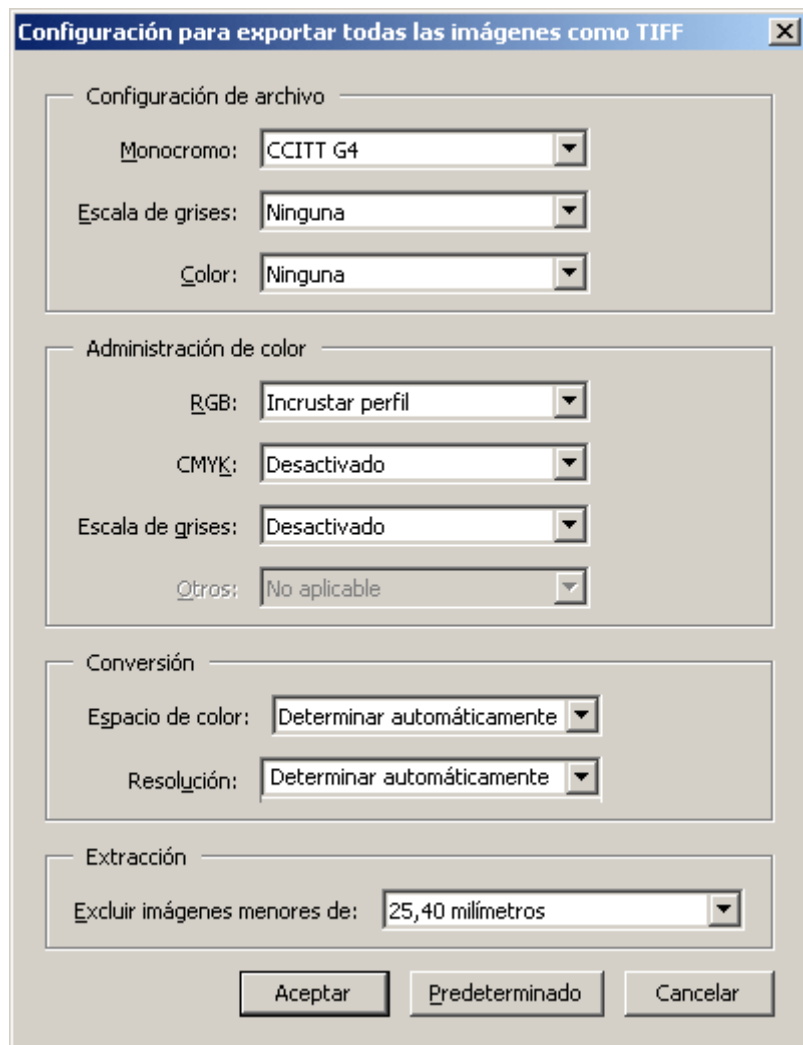 Configuración para exportar todas las imágenes como TIFF
Configuración de archivo
Monocromo: CCITT G4
Escala de grises: Ninguna
Color: Ninguna
Administración de color
RGB: Incrustar perfil
CMYK: Desactivado
Escala de grises: Desactivado
Otros: No aplicable
Conversión
Espacio de color: Determinar automáticamente
Resolución: Determinar automáticamente
Extracción
Excluir imágenes menores de: 25,40 milímetros
Aceptar Predeterminado Cancelar